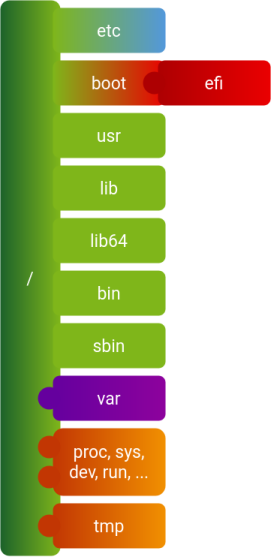 etc
boot
efi
usr
lib
lib64
/
bin
sbin
var
proc, sys,
dev, run, ...
tmp